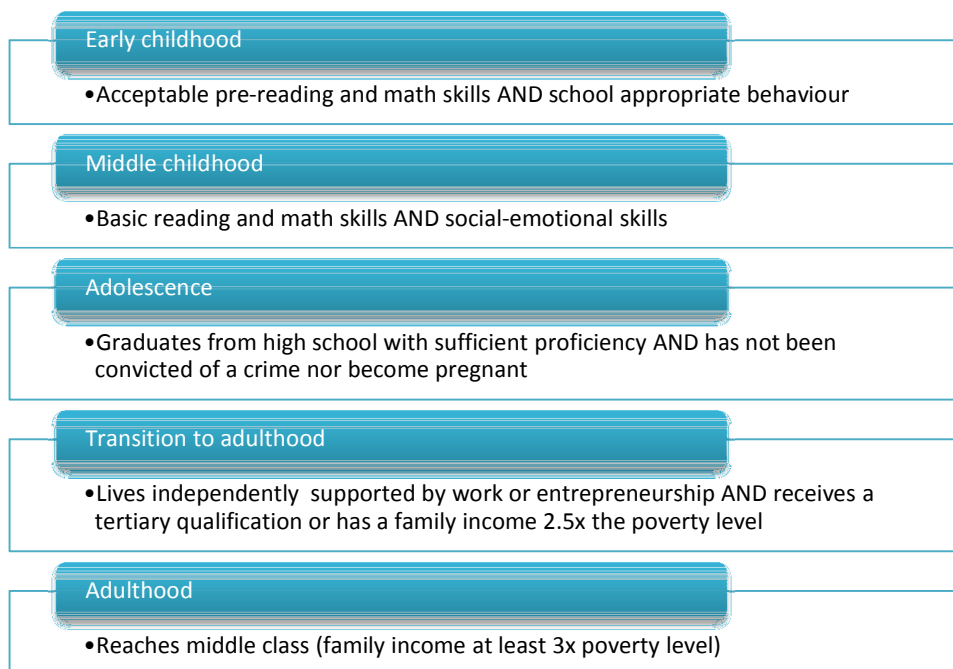 Early childhood
•Acceptable pre-reading and math skills AND school appropriate behaviour
Middle childhood
•Basic reading and math skills AND social-emotional skills
Adolescence
•Graduates from high school with sufficient proficiency AND has not been
convicted of a crime nor become pregnant
Transition to adulthood
•Lives independently  supported by work or entrepreneurship AND receives a
tertiary qualification or has a family income 2.5x the poverty level
Adulthood
•Reaches middle class (family income at least 3x poverty level)